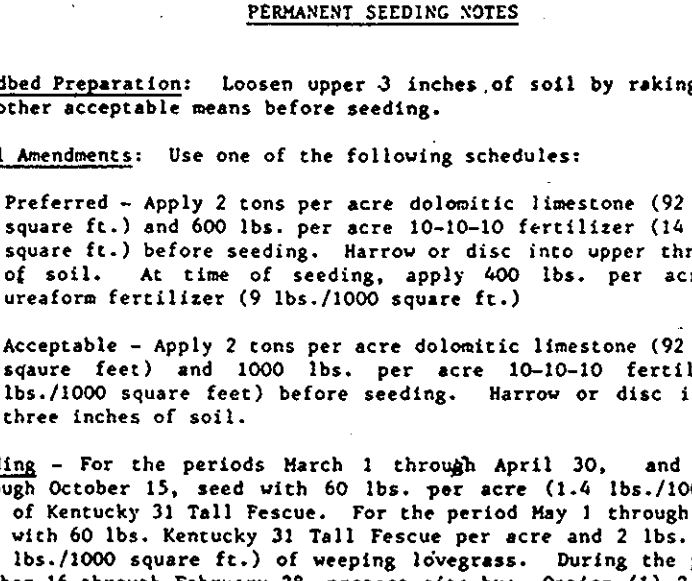 PERMANENT SEEDING NOTES
dbed Preparation: Loosen upper 3 inches of soil by raking
other acceptable means before seeding.
l Amendments: Use one of the following schedules:
Preferred - Apply 2 tons per acre dolomitic limestone (92
square ft.) and 600 lbs. per acre 10-10-10 fertilizer (14
square ft.) before seeding. Harrow or disc into upper thr
of soil. At time of seeding, apply 400 lbs. per acr
ureaform fertilizer (9 lbs./1000 square ft.)
Acceptable - Apply 2 tons per acre dolomitic limestone (92
sqaure feet) and 1000 lbs. per acre 10-10-10 fertil
lbs./1000 square feet) before seeding. Harrow or disc i
three inches of soil.
ding - For the periods March 1 through April 30, and
ough October 15, seed with 60 lbs. per acre (1.4 lbs./100
of Kentucky 31 Tall Fescue. For the period May 1 through
with 60 lbs. Kentucky 31 Tall Fescue per acre and 2 lbs.
lbs./1000 square ft.) of weeping lovegrass. During the
16 through February 28,